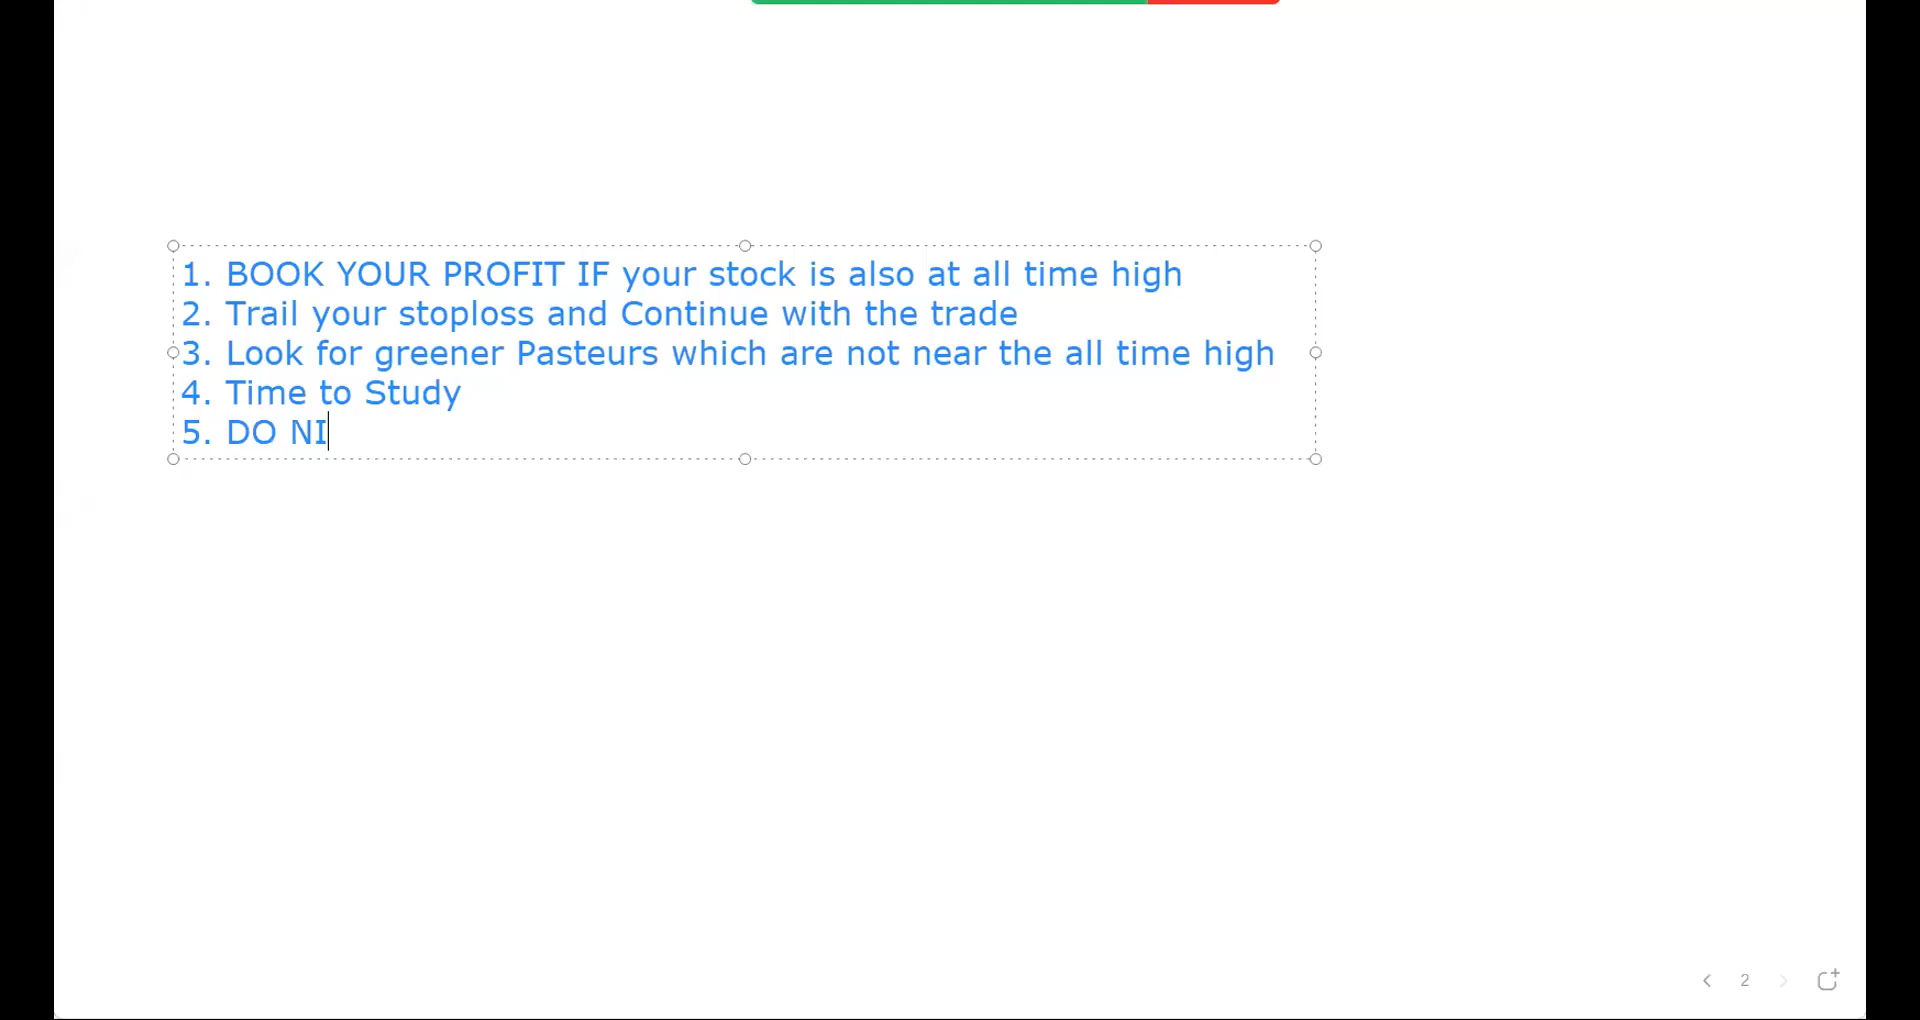 1. BOOK YOUR PROFIT IF your stock is also at all time high
2. Trail your stoploss and Continue with the trade
3. Look for greener Pasteurs which are not near the all time high
4. Time to Study
5. DO NI
2